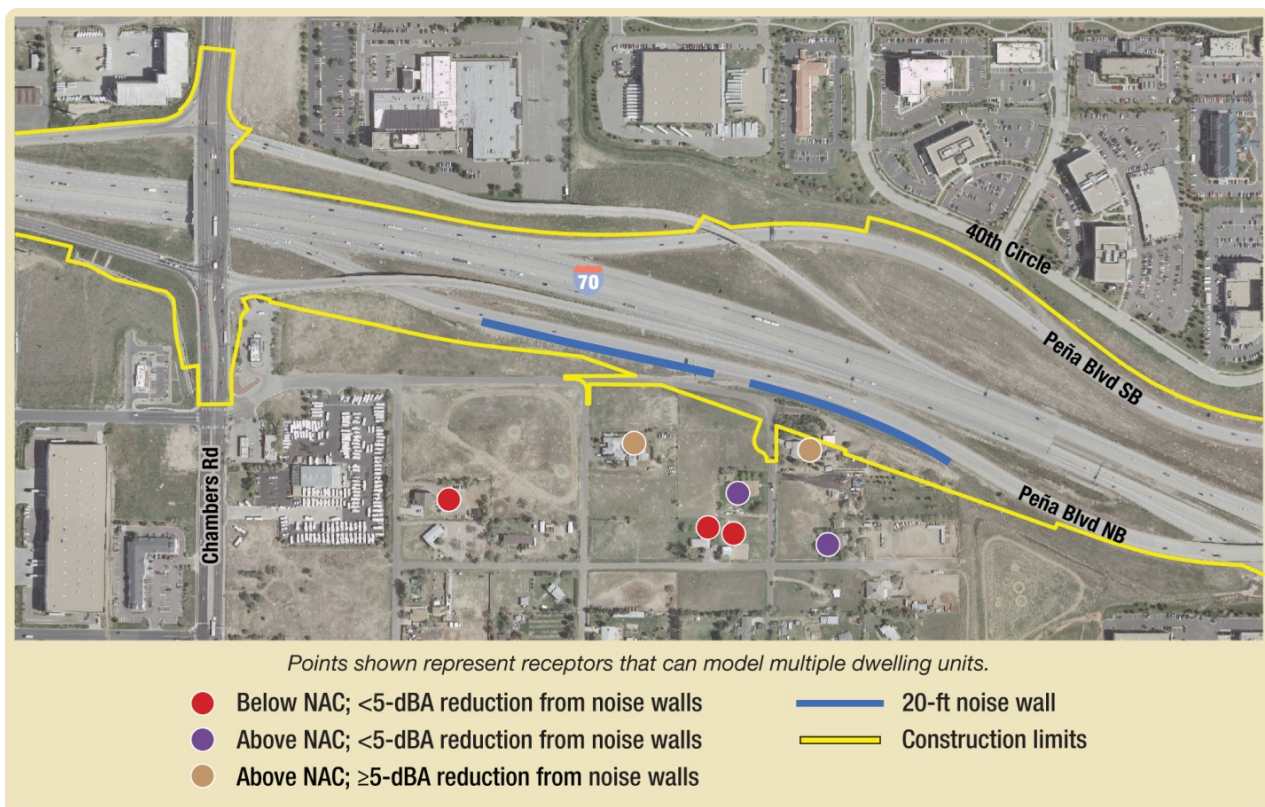 40th Circle
70
Peña Blvd SB
Chambers Rd
Peña Blvd NB
Points shown represent receptors that can model multiple dwelling units.
Below NAC; <5-dBA reduction from noise walls
Above NAC; <5-dBA reduction from noise walls
Above NAC; ≥5-dBA reduction from noise walls
20-ft noise wall
Construction limits